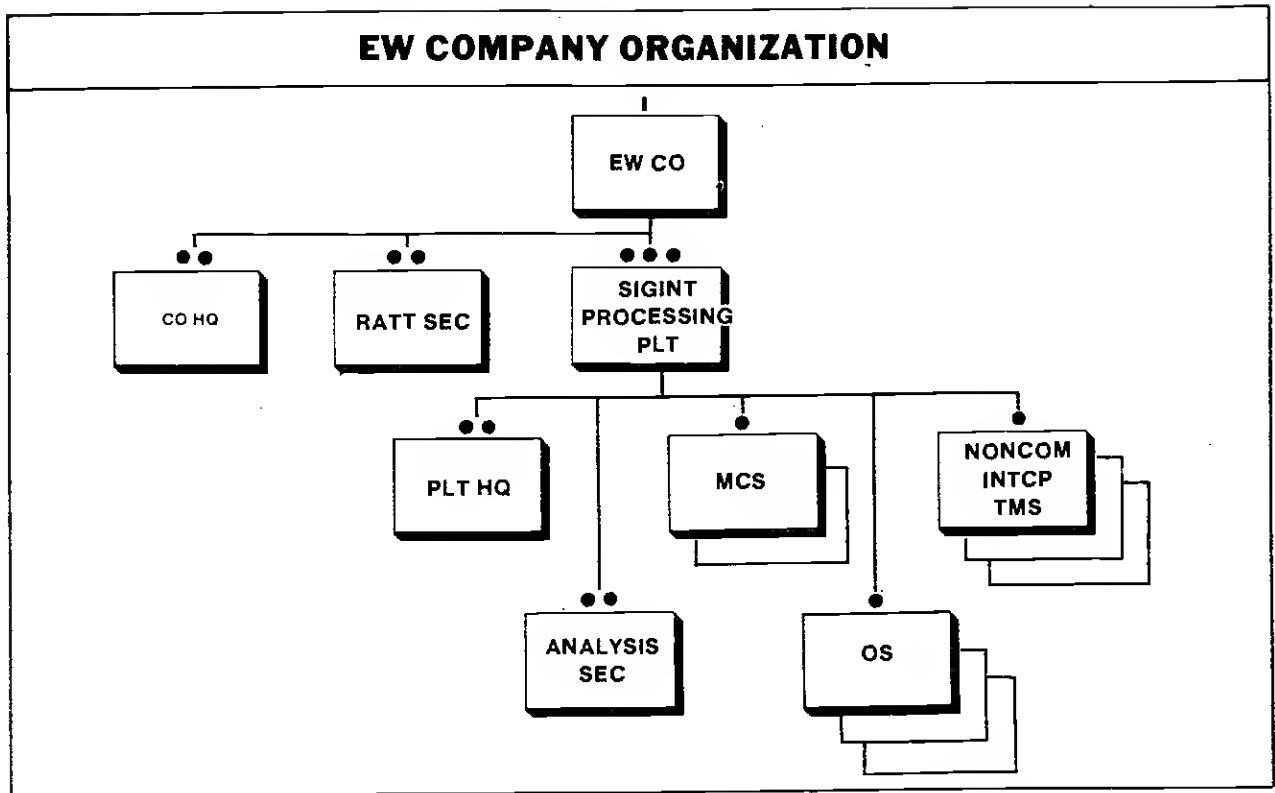 EW COMPANY ORGANIZATION
EW CO
CO HQ
RATT SEC
SIGINT
PROCESSING
PLT
PLT HQ
MCS
NONCOM
INTCP
TMS
ANALYSIS
SEC
OS